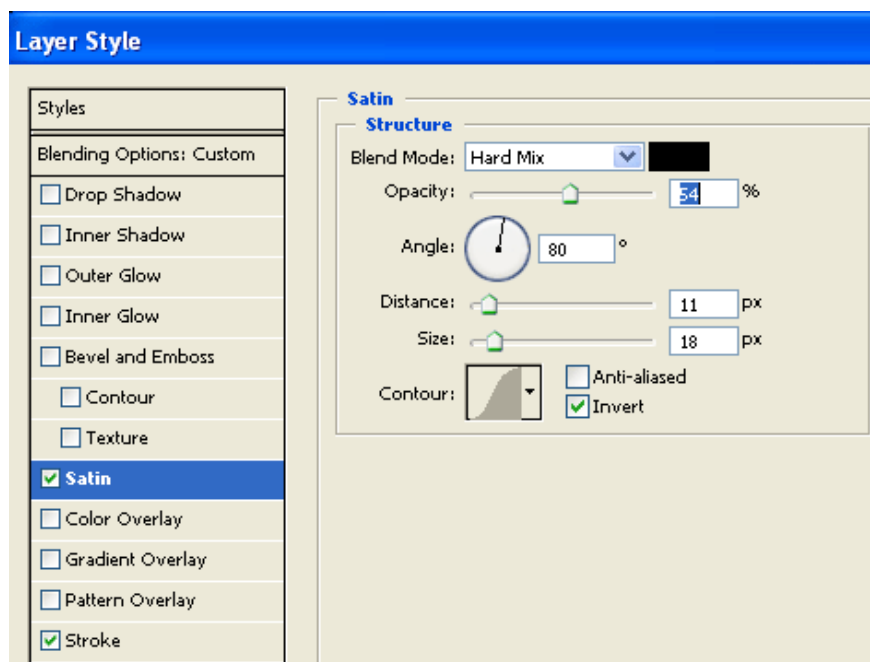 Layer Style
Styles
Blending Options: Custom
Drop Shadow
Inner Shadow
Outer Glow
Inner Glow
Bevel and Emboss
Contour
Texture
Satin
Color Overlay
Gradient Overlay
Pattern Overlay
Stroke
Satin
Structure
Blend Mode: Hard Mix
Opacity: 54 %
Angle: 80 °
Distance: 11 px
Size: 18 px
Contour: Anti-aliased
Invert